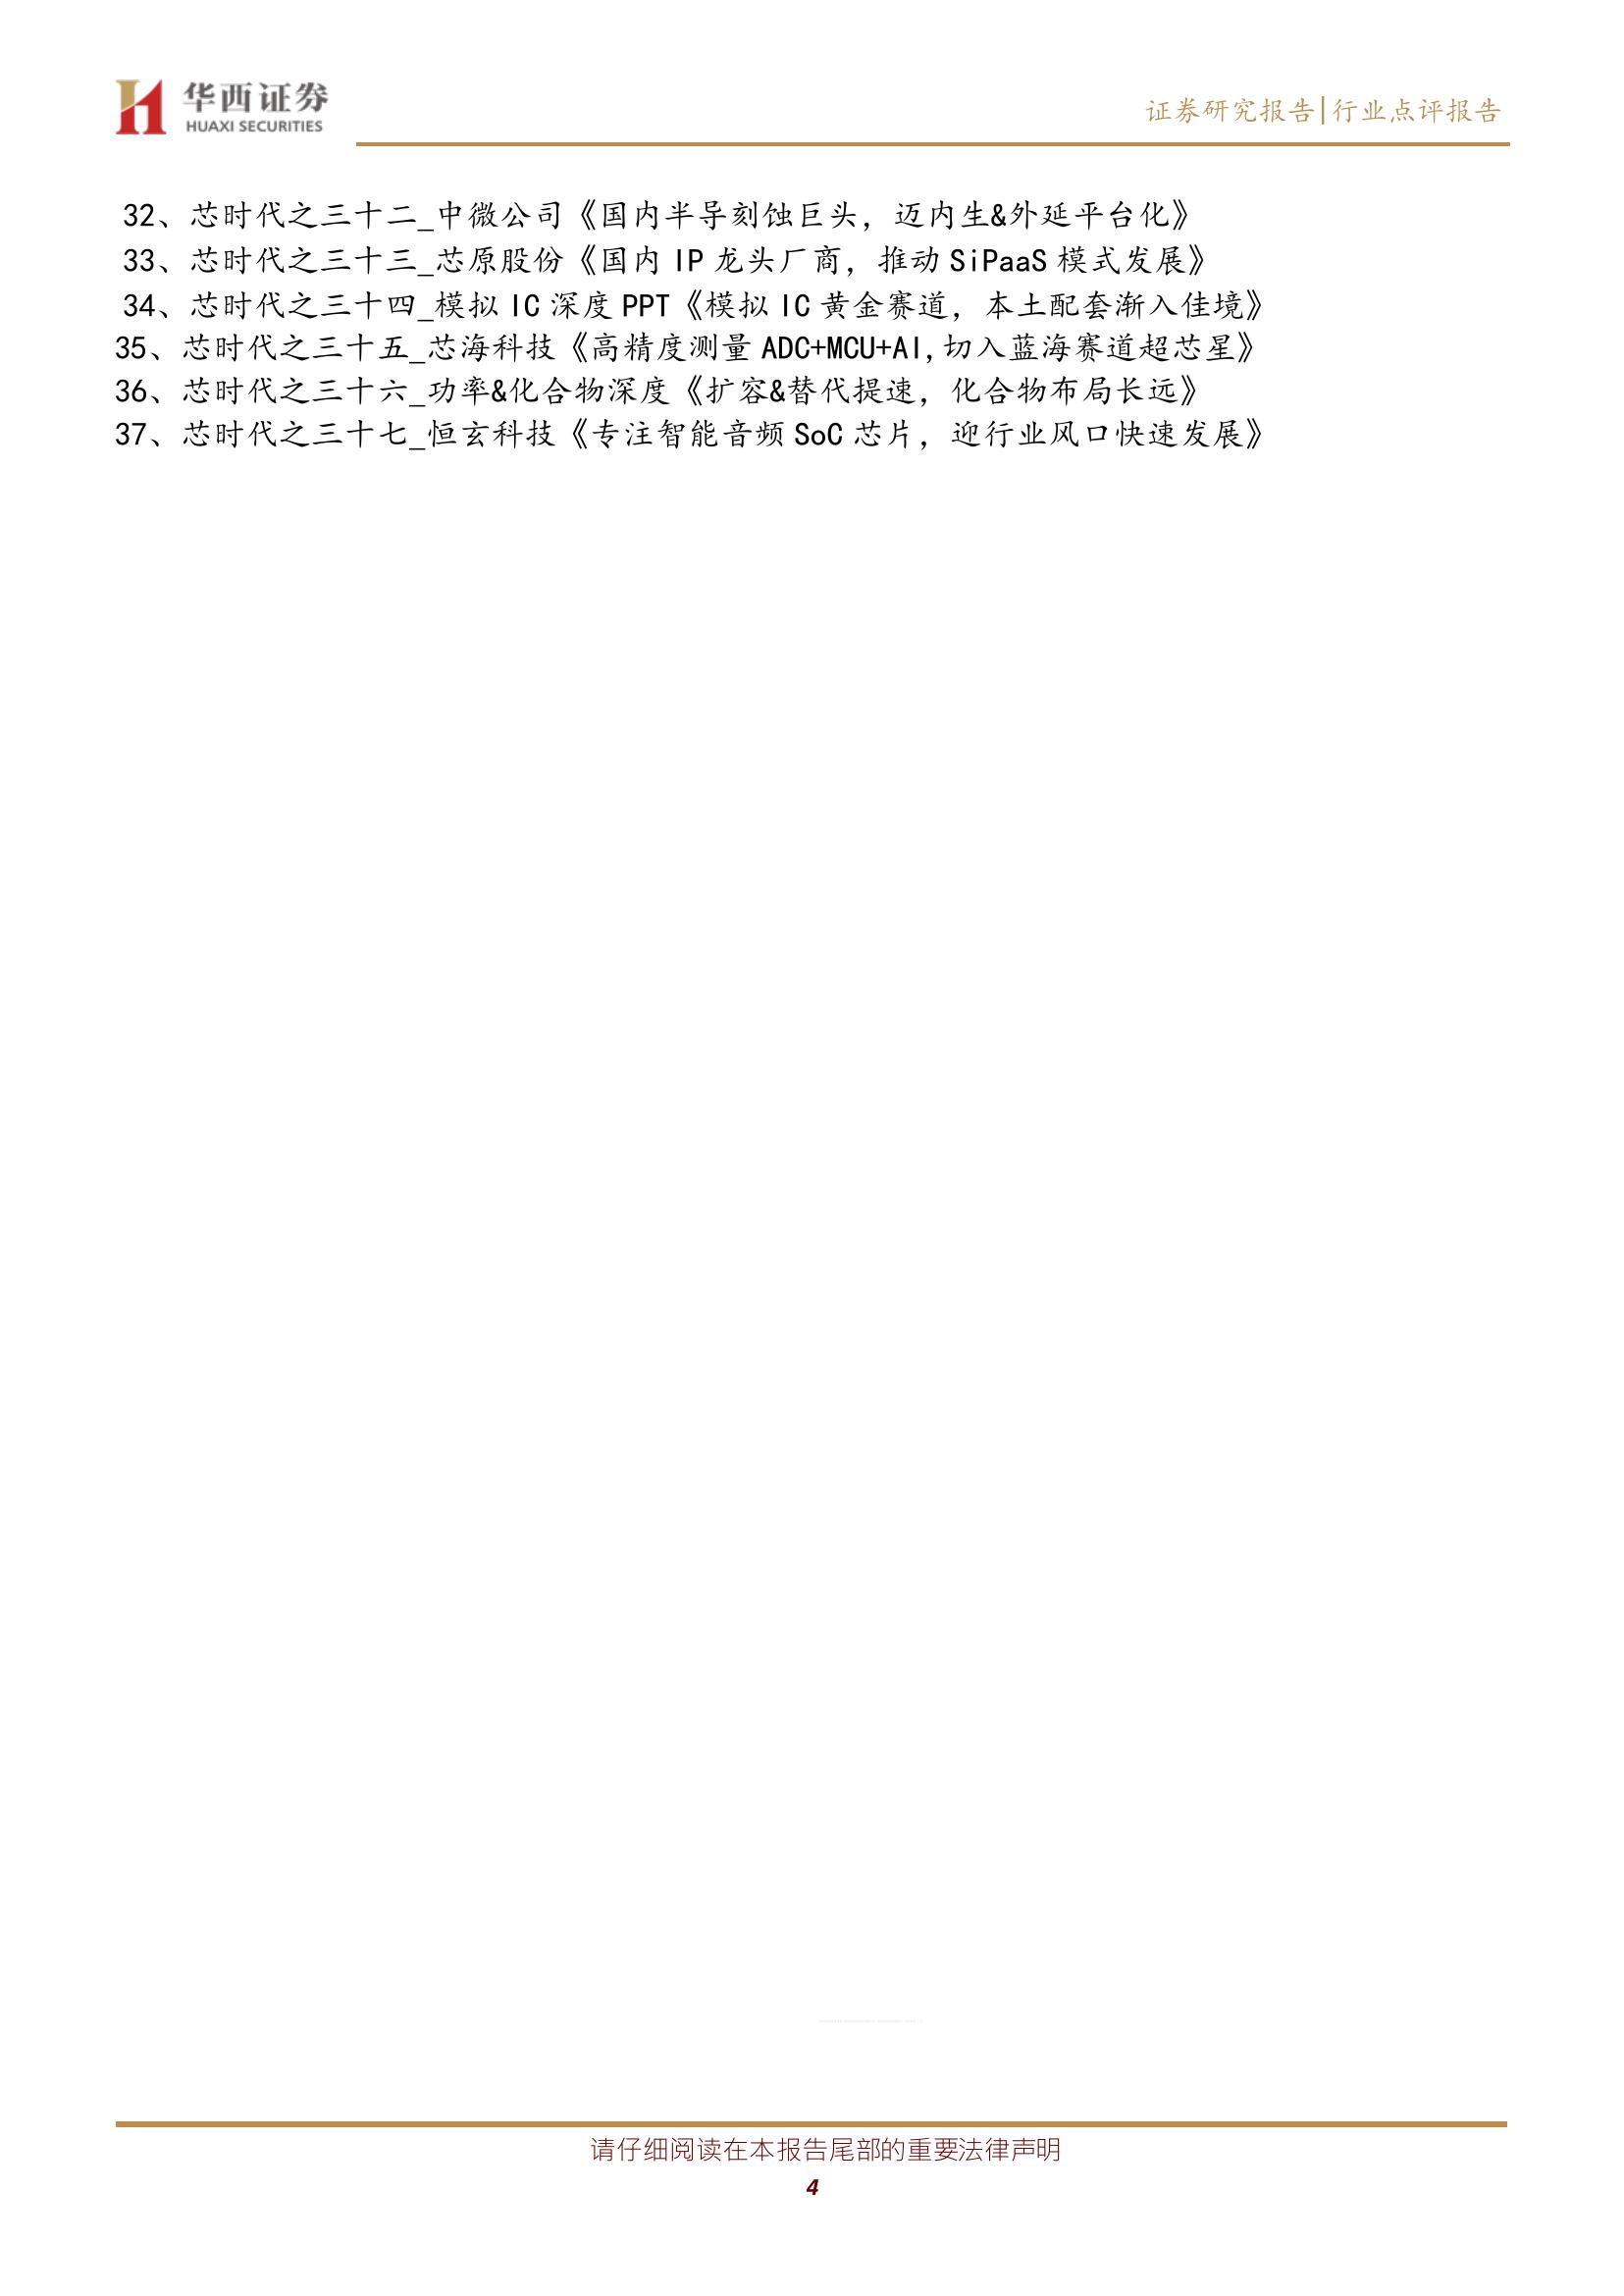 华西证券
HUAXI SECURITIES
证券研究报告|行业点评报告
32、芯时代之三十二_中微公司《国内半导刻蚀巨头，迈内生&外延平台化》
33、芯时代之三十三_芯原股份《国内 IP 龙头厂商，推动 SiPaaS 模式发展》
34、芯时代之三十四_模拟 IC 深度 PPT《模拟 IC 黄金赛道，本土配套渐入佳境》
35、芯时代之三十五_芯海科技《高精度测量 ADC+MCU+AI,切入蓝海赛道超芯星》
36、芯时代之三十六_功率&化合物深度《扩容&替代提速，化合物布局长远》
37、芯时代之三十七_恒玄科技《专注智能音频 SoC 芯片，迎行业风口快速发展》
请仔细阅读在本报告尾部的重要法律声明
4